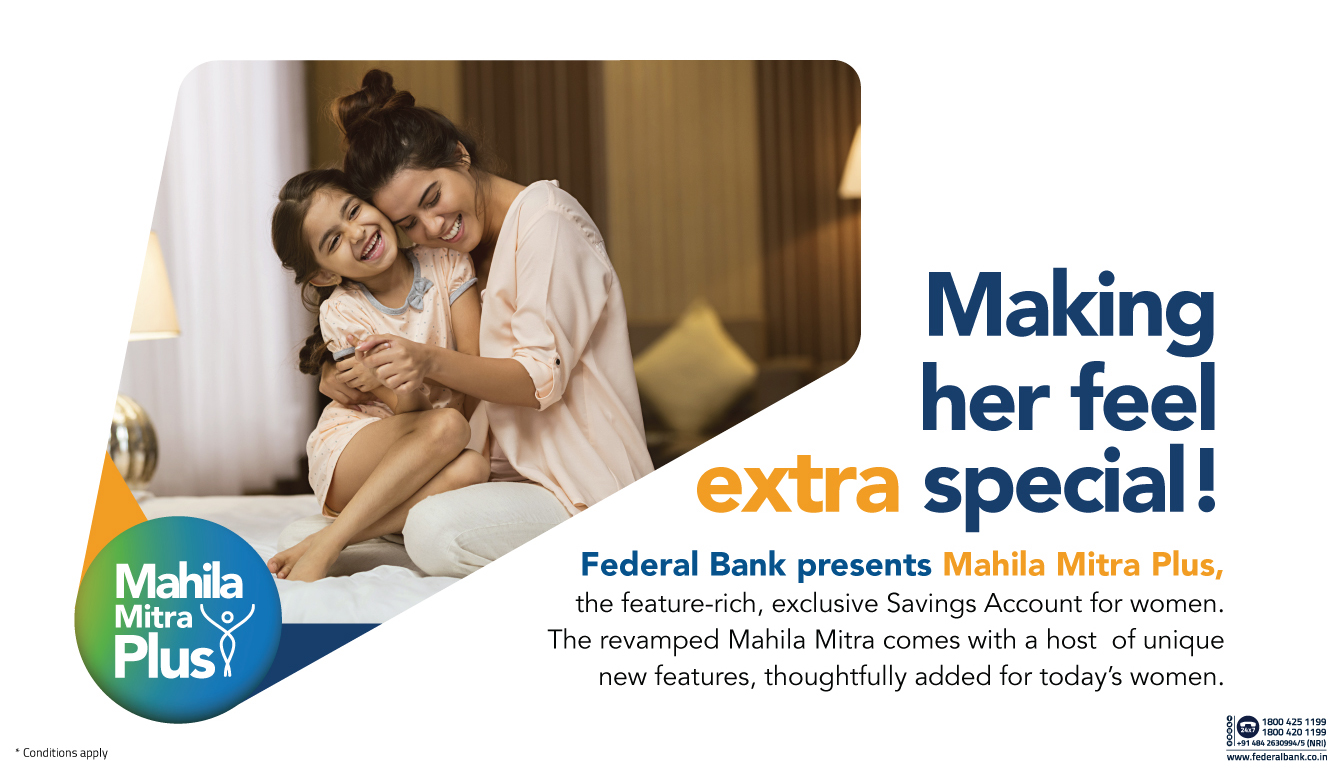 Making
her feel
extra special!
Federal Bank presents Mahila Mitra Plus,
the feature-rich, exclusive Savings Account for women.
The revamped Mahila Mitra comes with a host of unique
new features, thoughtfully added for today's women.
Mahila
Mitra
Plus
* Conditions apply
24x7
1800 425 1199
1800 420 1199
+91 484 2630994/5 (NRI)
www.federalbank.co.in